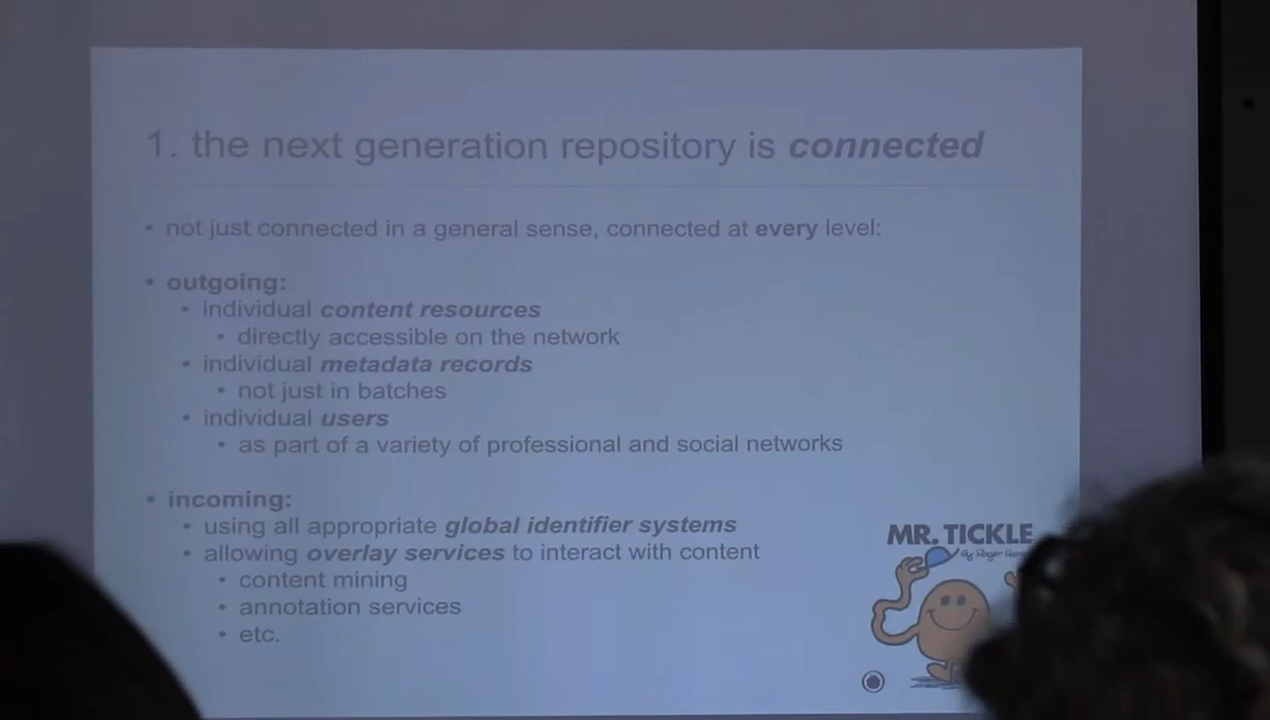 1. the next generation repository is connected
• not just connected in a general sense, connected at every level:
• outgoing:
• individual content resources
• directly accessible on the network
• individual metadata records
• not just in batches
• individual users
• as part of a variety of professional and social networks
• incoming:
• using all appropriate global identifier systems
• allowing overlay services to interact with content
• content mining
• annotation services
• etc.
MR. TICKLE
By Roger